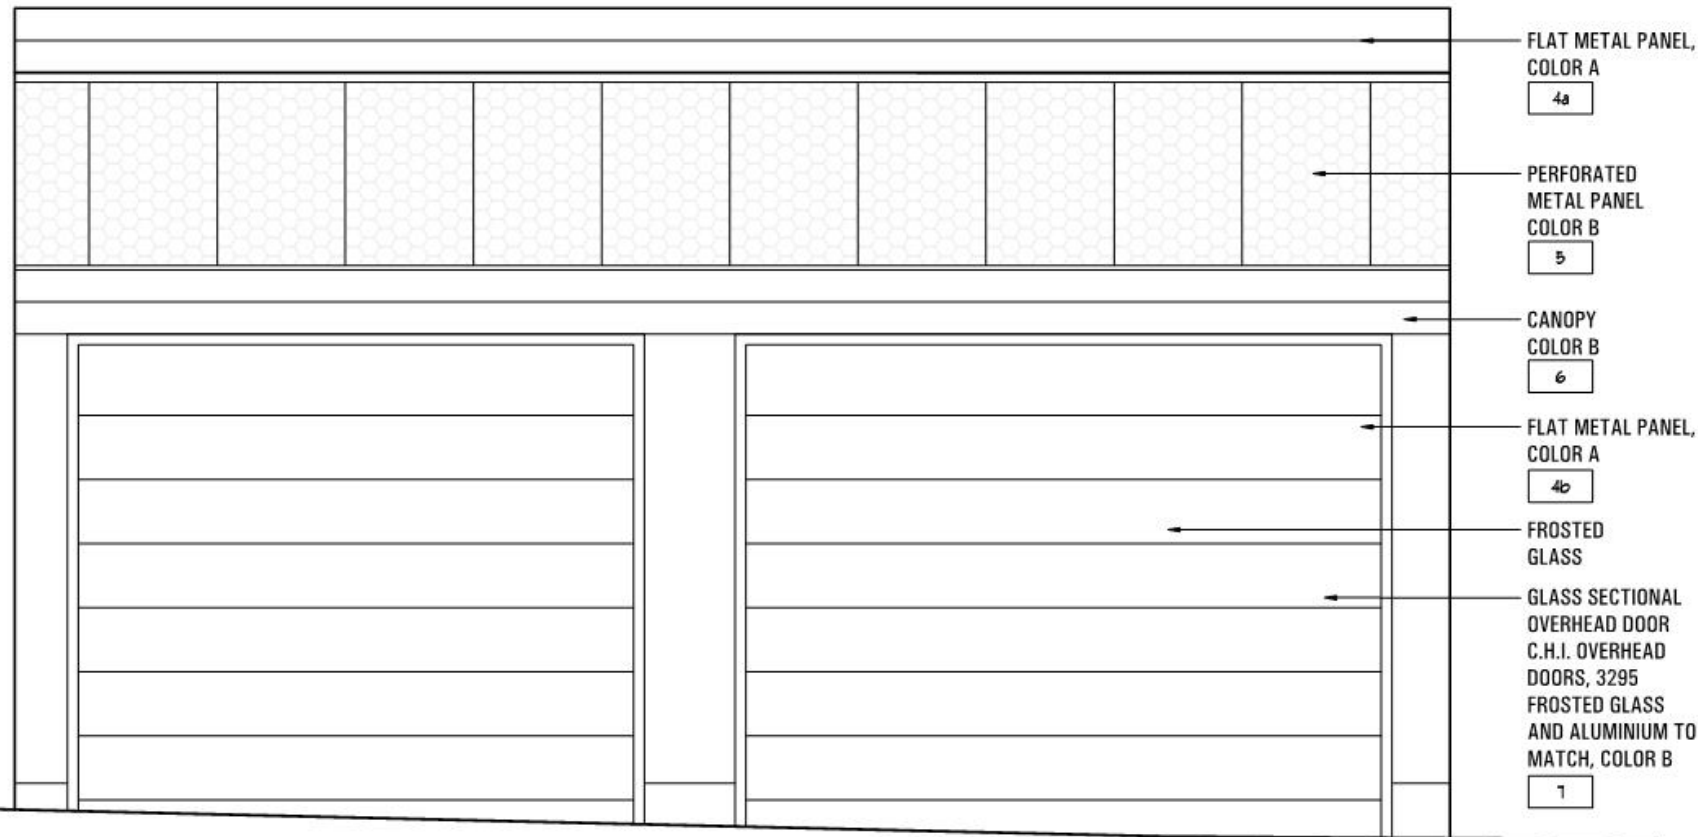 FLAT METAL PANEL,
COLOR A
4a
PERFORATED
METAL PANEL
COLOR B
5
CANOPY
COLOR B
6
FLAT METAL PANEL,
COLOR A
4b
FROSTED
GLASS
GLASS SECTIONAL
OVERHEAD DOOR
C.H.I. OVERHEAD
DOORS, 3295
FROSTED GLASS
AND ALUMINIUM TO
MATCH, COLOR B
7